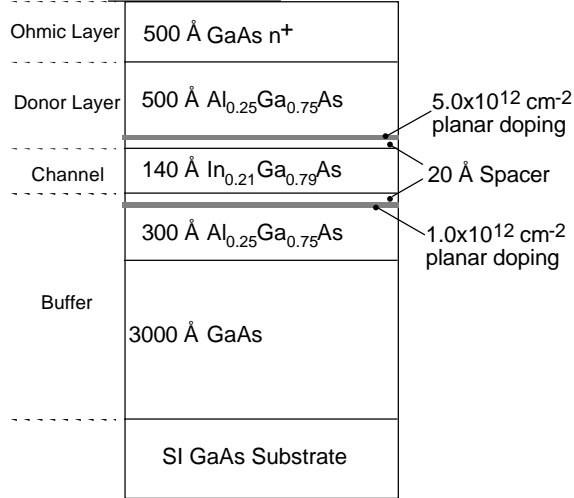 Ohmic Layer
500 Å GaAs n⁺
Donor Layer
500 Å Al₀.₂₅Ga₀.₇₅As
5.0x10¹² cm⁻²
planar doping
Channel
140 Å In₀.₂₁Ga₀.₇₉As
20 Å Spacer
300 Å Al₀.₂₅Ga₀.₇₅As
1.0x10¹² cm⁻²
planar doping
Buffer
3000 Å GaAs
SI GaAs Substrate